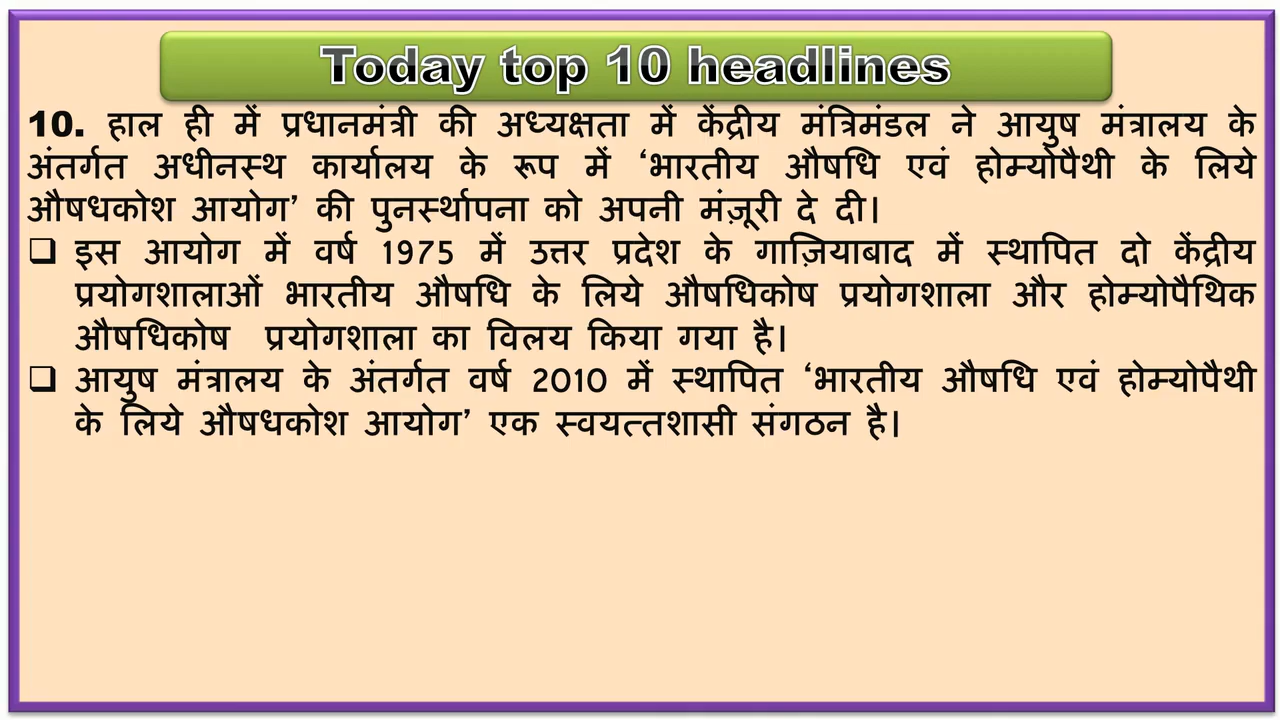 Today top 10 headlines
10. हाल ही में प्रधानमंत्री की अध्यक्षता में केंद्रीय मंत्रिमंडल ने आयुष मंत्रालय के
अंतर्गत अधीनस्थ कार्यालय के रूप में ‘भारतीय औषधि एवं होम्योपैथी के लिये
औषधकोश आयोग’ की पुनर्स्थापना को अपनी मंज़ूरी दे दी।
❑ इस आयोग में वर्ष 1975 में उत्तर प्रदेश के गाज़ियाबाद में स्थापित दो केंद्रीय
प्रयोगशालाओं भारतीय औषधि के लिये औषधिकोष प्रयोगशाला और होम्योपैथिक
औषधिकोष प्रयोगशाला का विलय किया गया है।
❑ आयुष मंत्रालय के अंतर्गत वर्ष 2010 में स्थापित ‘भारतीय औषधि एवं होम्योपैथी
के लिये औषधकोश आयोग’ एक स्वयत्तशासी संगठन है।